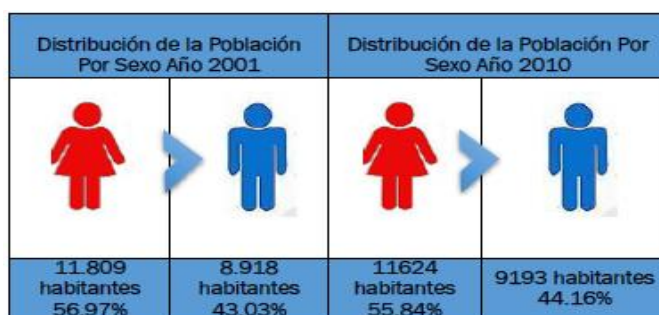 Distribución de la Población
Por Sexo Año 2001
Distribución de la Población Por
Sexo Año 2010
11.809
habitantes
56.97%
8.918
habitantes
43.03%
11624
habitantes
55.84%
9193 habitantes
44.16%